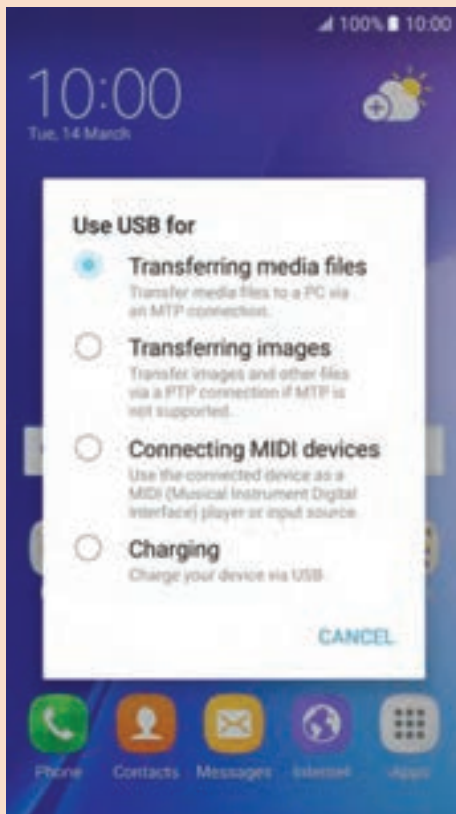 100% 10:00
10:00
Tue, 14 March
Use USB for
Transferring media files
Transfer media files to a PC via
an MTP connection.
Transferring images
Transfer images and other files
via a PTP connection if MTP is
not supported.
Connecting MIDI devices
Use the connected device as a
MIDI (Musical Instrument Digital
Interface) player or input source.
Charging
Charge your device via USB.
CANCEL
Phone Contacts Messages Internet Apps